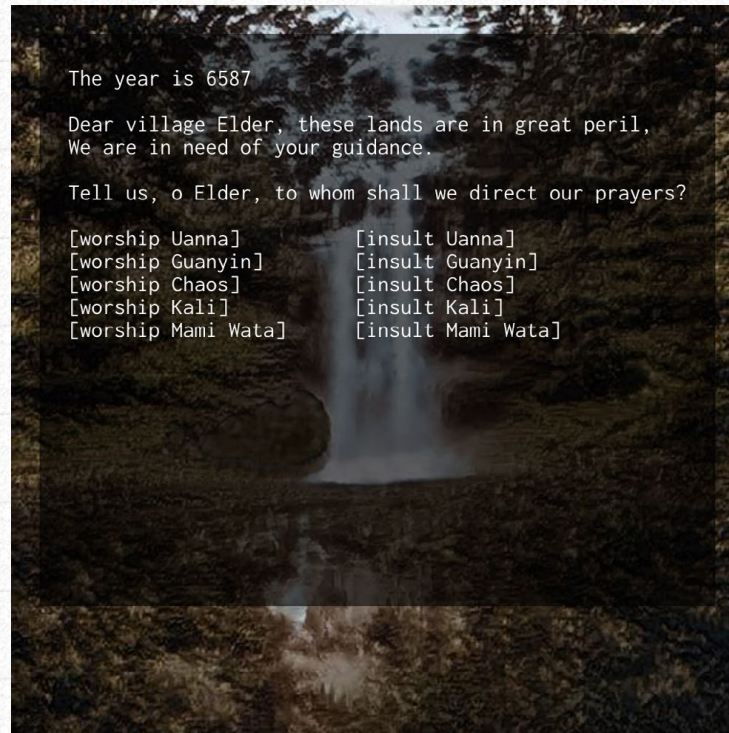 The year is 6587
Dear village Elder, these lands are in great peril,
We are in need of your guidance.
Tell us, o Elder, to whom shall we direct our prayers?
[worship Uanna] [insult Uanna]
[worship Guanyin] [insult Guanyin]
[worship Chaos] [insult Chaos]
[worship Kali] [insult Kali]
[worship Mami Wata] [insult Mami Wata]